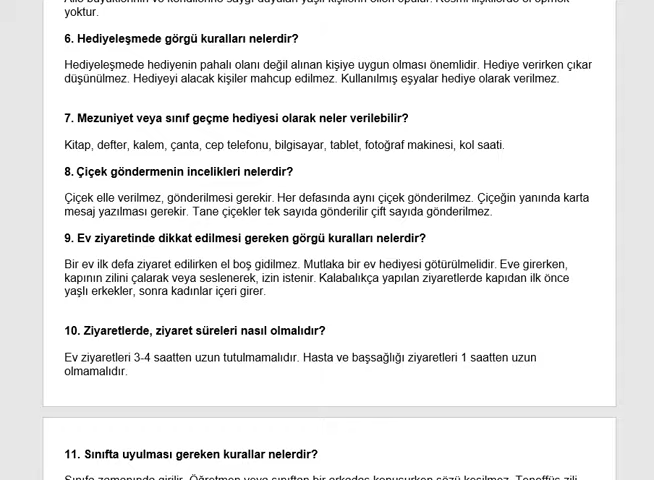 yoktur.
6. Hediyeleşmede görgü kuralları nelerdir?
Hediyeleşmede hediyenin pahalı olanı değil alınan kişiye uygun olması önemlidir. Hediye verirken çıkar
düşünülmez. Hediyeyi alacak kişiler mahcup edilmez. Kullanılmış eşyalar hediye olarak verilmez.
7. Mezuniyet veya sınıf geçme hediyesi olarak neler verilebilir?
Kitap, defter, kalem, çanta, cep telefonu, bilgisayar, tablet, fotoğraf makinesi, kol saati.
8. Çiçek göndermenin incelikleri nelerdir?
Çiçek elle verilmez, gönderilmesi gerekir. Her defasında aynı çiçek gönderilmez. Çiçeğin yanında karta
mesaj yazılması gerekir. Tane çiçekler tek sayıda gönderilir çift sayıda gönderilmez.
9. Ev ziyaretinde dikkat edilmesi gereken görgü kuralları nelerdir?
Bir ev ilk defa ziyaret edilirken el boş gidilmez. Mutlaka bir ev hediyesi götürülmelidir. Eve girerken,
kapının zilini çalarak veya seslenerek, izin istenir. Kalabalıkça yapılan ziyaretlerde kapıdan ilk önce
yaşlı erkekler, sonra kadınlar içeri girer.
10. Ziyaretlerde, ziyaret süreleri nasıl olmalıdır?
Ev ziyaretleri 3-4 saatten uzun tutulmamalıdır. Hasta ve başsağlığı ziyaretleri 1 saatten uzun
olmamalıdır.
11. Sınıfta uyulması gereken kurallar nelerdir?